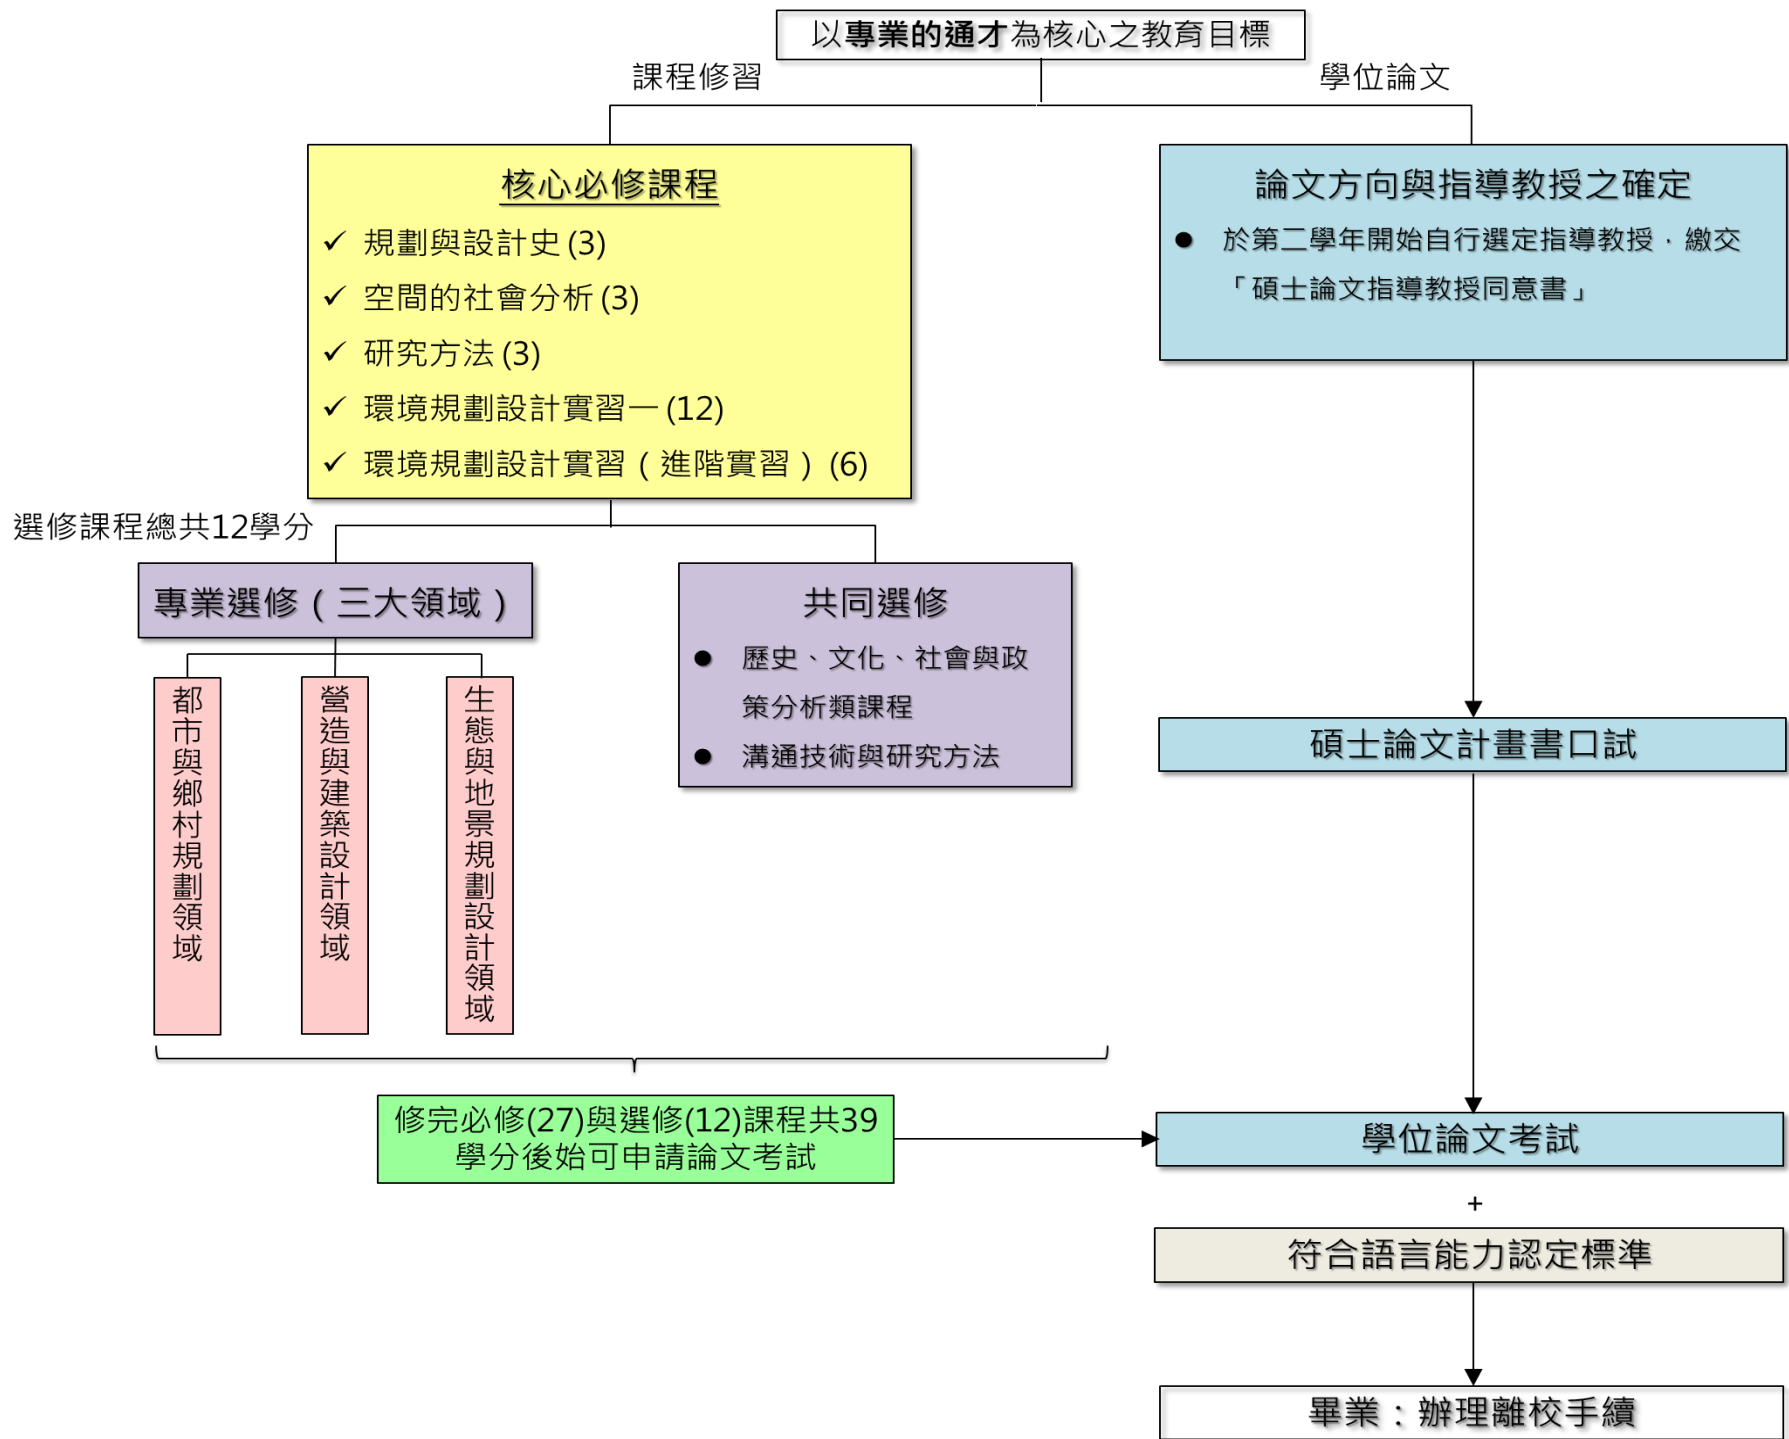 以專業的通才為核心之教育目標
課程修習
學位論文
核心必修課程
✓ 規劃與設計史 (3)
✓ 空間的社會分析 (3)
✓ 研究方法 (3)
✓ 環境規劃設計實習一 (12)
✓ 環境規劃設計實習（進階實習）(6)
論文方向與指導教授之確定
● 於第二學年開始自行選定指導教授，繳交
「碩士論文指導教授同意書」
選修課程總共12學分
專業選修（三大領域）
都市與鄉村規劃領域
營造與建築設計領域
生態與地景規劃設計領域
共同選修
● 歷史、文化、社會與政
策分析類課程
● 溝通技術與研究方法
碩士論文計畫書口試
修完必修(27)與選修(12)課程共39
學分後始可申請論文考試
學位論文考試
+
符合語言能力認定標準
畢業：辦理離校手續